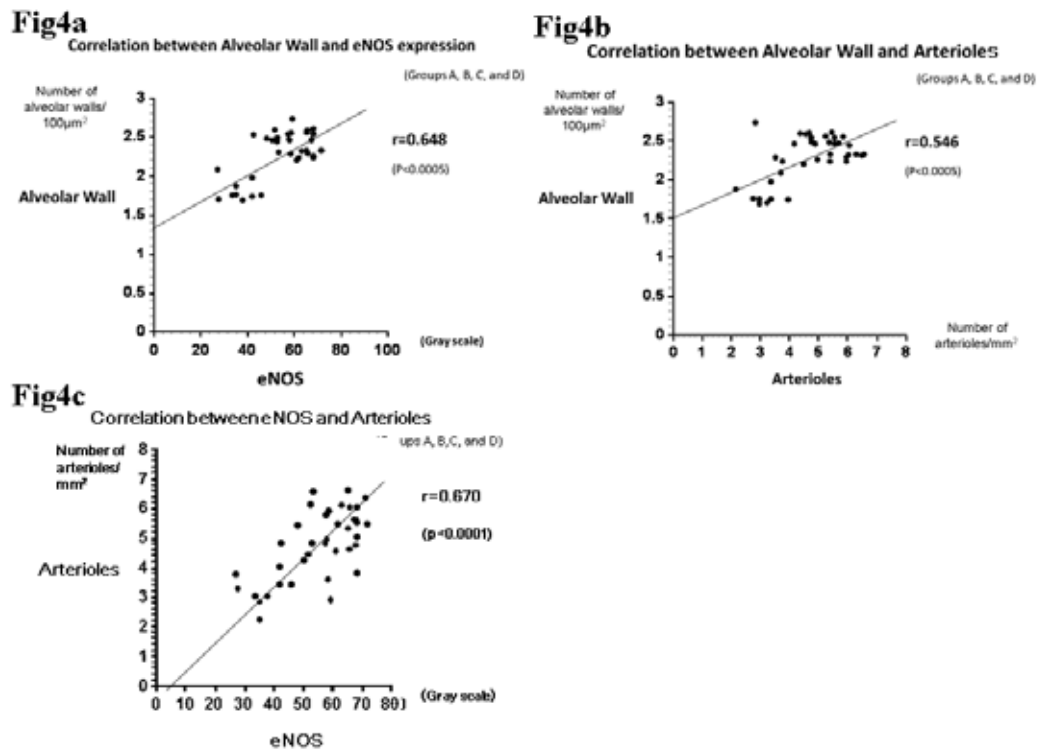 Fig4a
Correlation between Alveolar Wall and eNOS expression
(Groups A, B, C, and D)
Number of
alveolar walls/
100µm²
3
2.5
2
1.5
1
0.5
0
Alveolar Wall
r=0.648
(P<0.0005)
0 20 40 60 80 100
(Gray scale)
eNOS
Fig4b
Correlation between Alveolar Wall and Arterioles
(Groups A, B, C, and D)
Number of
alveolar walls/
100µm²
3
2.5
2
1.5
1
0.5
0
Alveolar Wall
r=0.546
(P<0.0005)
0 1 2 3 4 5 6 7 8
Number of
arterioles/mm²
Arterioles
Fig4c
Correlation between eNOS and Arterioles
ups A, B,C, and D)
Number of
arterioles/
mm²
8
7
6
5
4
3
2
1
0
Arterioles
r=0.670
(p<0.0001)
0 10 20 30 40 50 60 70 80
(Gray scale)
eNOS